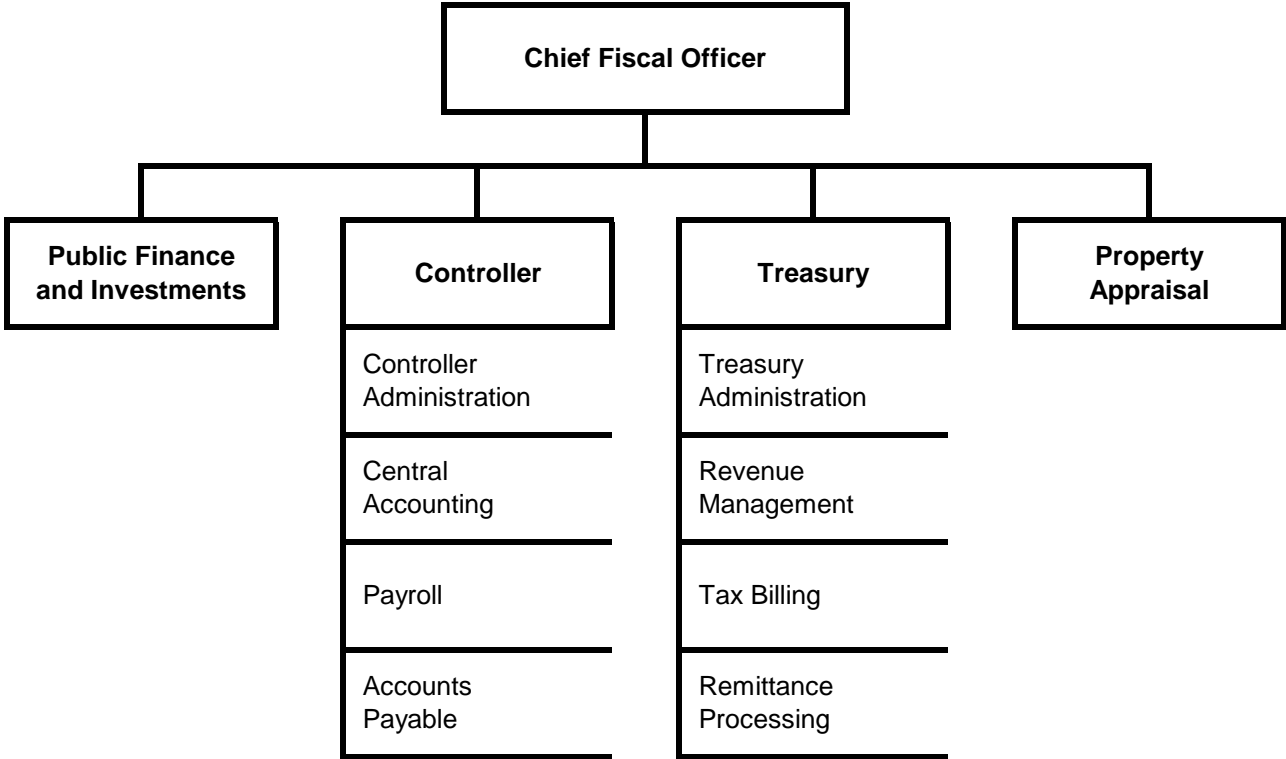 Chief Fiscal Officer
Public Finance
and Investments
Controller
Treasury
Property
Appraisal
Controller
Administration
Treasury
Administration
Central
Accounting
Revenue
Management
Payroll
Tax Billing
Accounts
Payable
Remittance
Processing